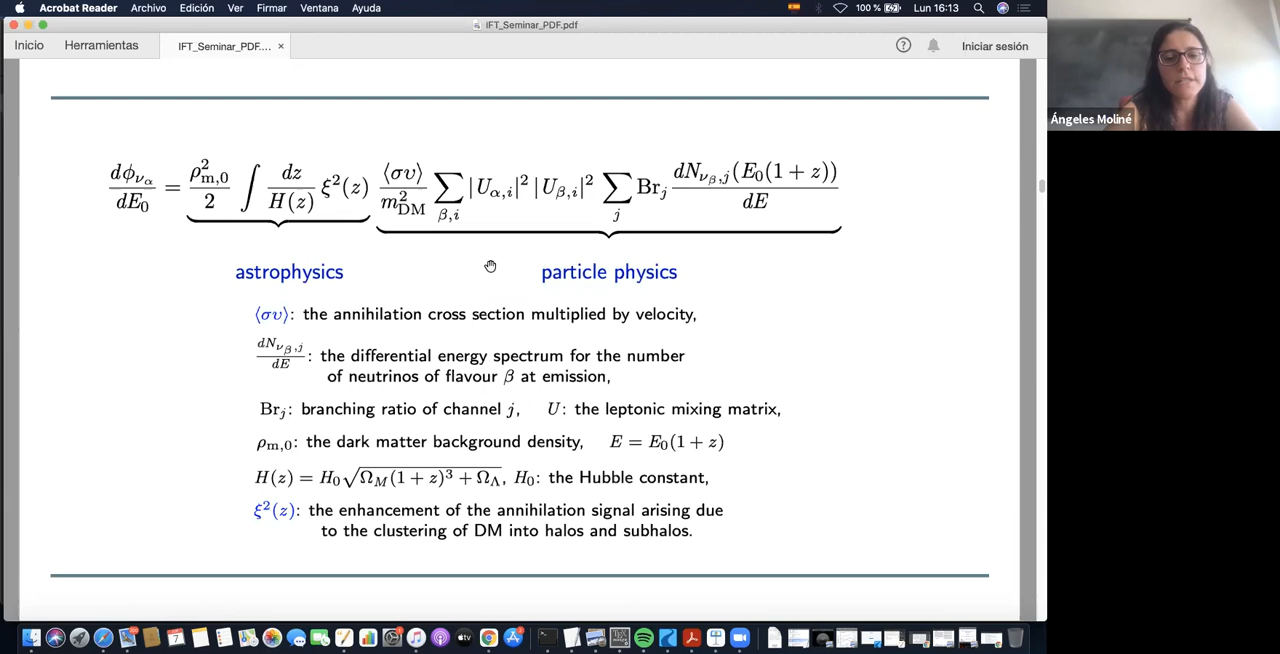 Acrobat Reader Archivo Edición Ver Firmar Ventana Ayuda 100 % Lun 16:13
IFT_Seminar_PDF.pdf
Inicio Herramientas IFT_Seminar_PDF.... × Iniciar sesión
Ángeles Moliné
dϕ_{ν_α}/dE_0 = ρ²_{m,0}/2 ∫ dz/H(z) ξ²(z) ⟨συ⟩/m²_{DM} ∑_{β,i} |U_{α,i}|² |U_{β,i}|² ∑_j Br_j dN_{ν_β,j}(E_0(1 + z))/dE
astrophysics particle physics
⟨συ⟩: the annihilation cross section multiplied by velocity,
dN_{ν_β,j}/dE : the differential energy spectrum for the number
of neutrinos of flavour β at emission,
Br_j: branching ratio of channel j, U: the leptonic mixing matrix,
ρ_{m,0}: the dark matter background density, E = E_0(1 + z)
H(z) = H_0√(Ω_M(1 + z)³ + Ω_Λ), H_0: the Hubble constant,
ξ²(z): the enhancement of the annihilation signal arising due
to the clustering of DM into halos and subhalos.